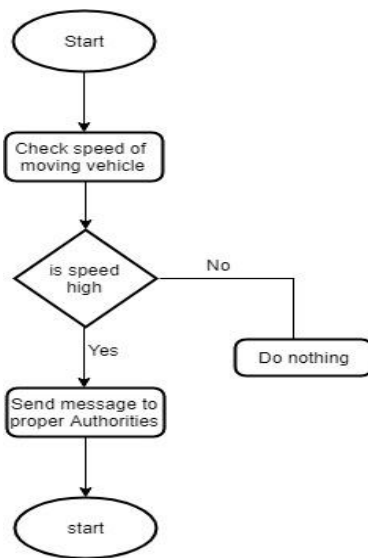 Start
Check speed of
moving vehicle
is speed
high
No
Yes
Do nothing
Send message to
proper Authorities
start